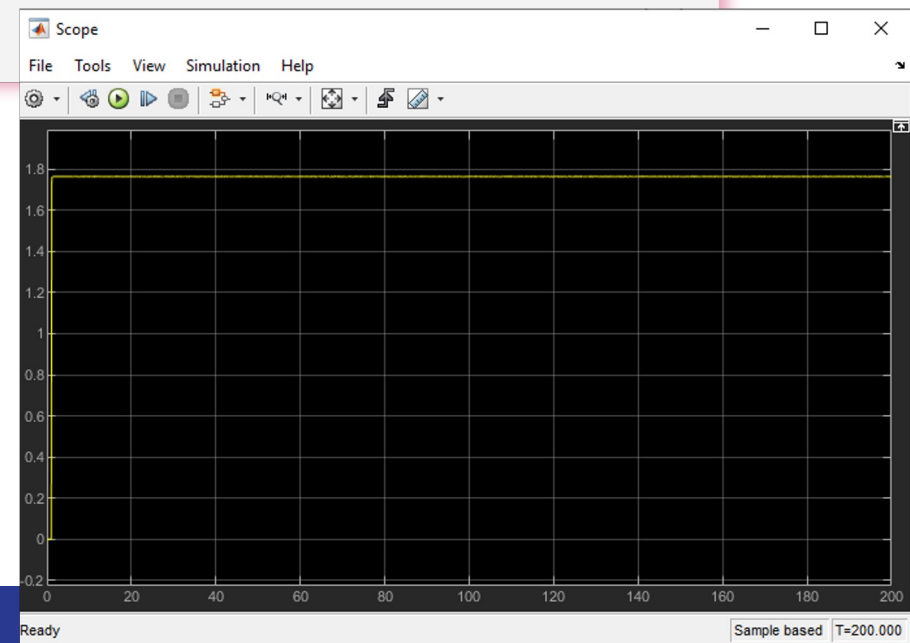 Scope
File Tools View Simulation Help
1.8
1.6
1.4
1.2
1
0.8
0.6
0.4
0.2
0
-0.2
0 20 40 60 80 100 120 140 160 180 200
Ready Sample based T=200.000